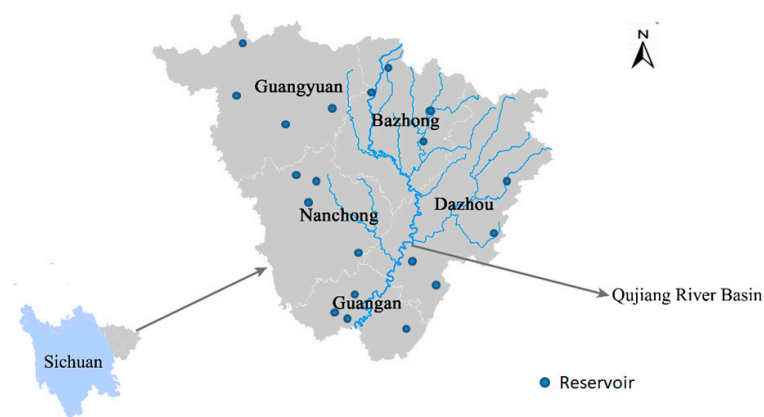 N
Guangyuan
Bazhong
Dazhou
Nanchong
Guangan
Qujiang River Basin
Sichuan
Reservoir